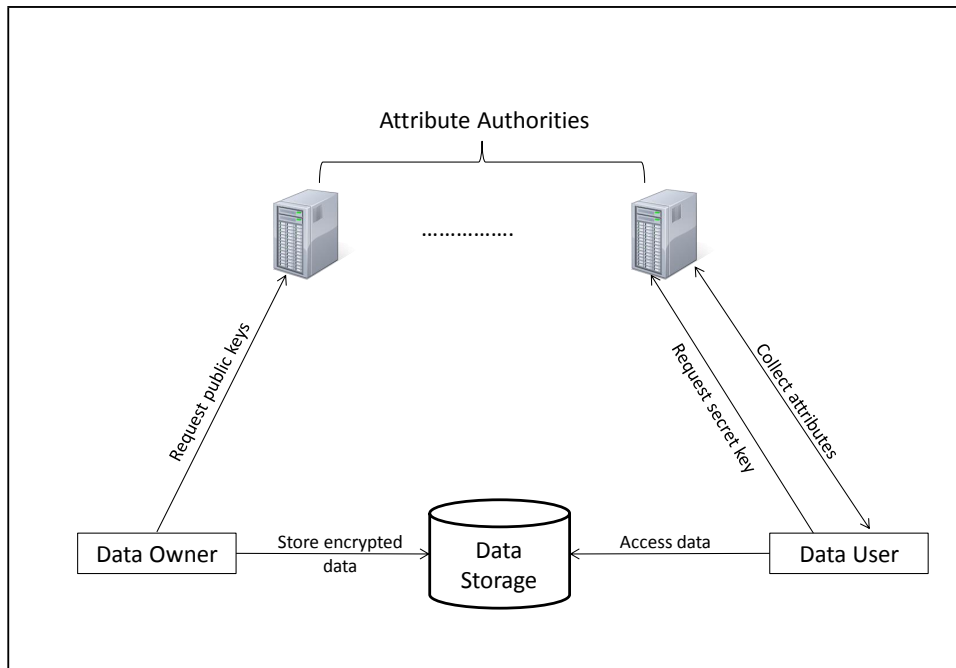 Attribute Authorities
…………….
Request public keys
Request secret key
Collect attributes
Data Owner
Store encrypted
data
Data
Storage
Access data
Data User